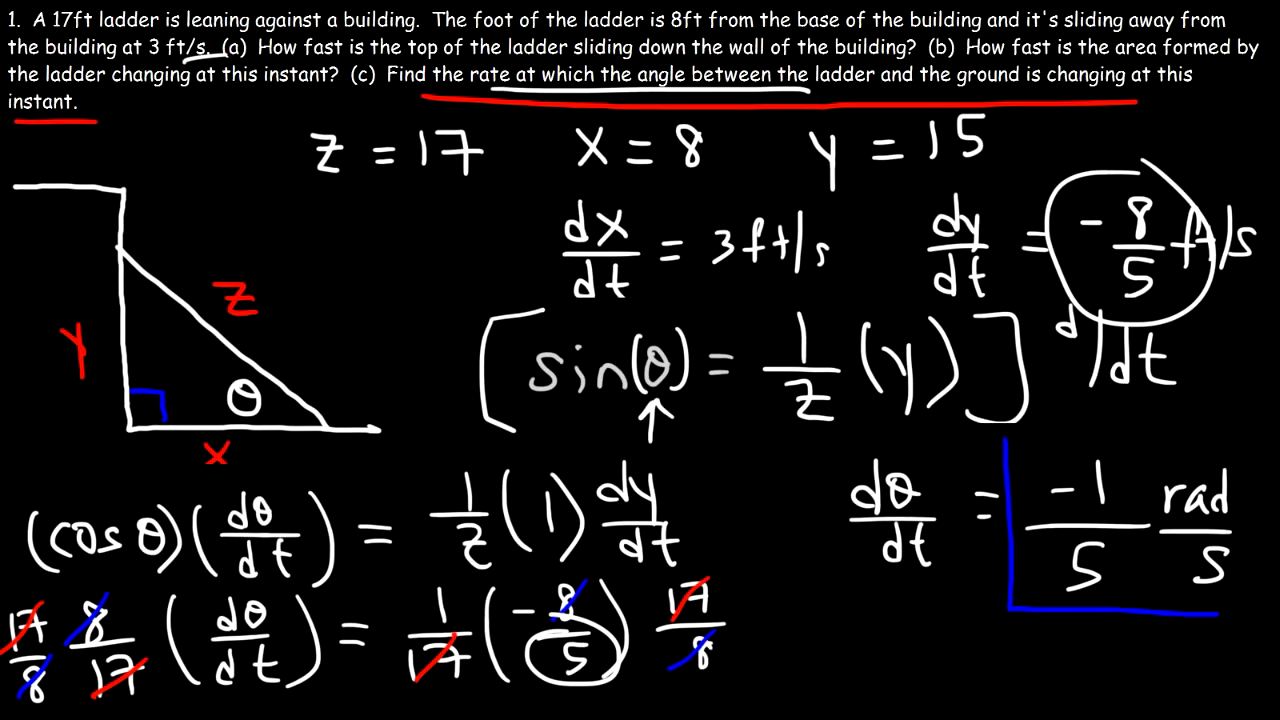 1. A 17ft ladder is leaning against a building. The foot of the ladder is 8ft from the base of the building and it's sliding away from
the building at 3 ft/s. (a) How fast is the top of the ladder sliding down the wall of the building? (b) How fast is the area formed by
the ladder changing at this instant? (c) Find the rate at which the angle between the ladder and the ground is changing at this
instant.
z = 17 x = 8 y = 15
dx/dt = 3ft/s dy/dt = -8/5 ft/s
y z θ x
[sin(θ) = 1/z (y)] d/dt
(cos θ)(dθ/dt) = 1/z (1) dy/dt
dθ/dt = -1/5 rad/s
17/8 8/17 (dθ/dt) = 1/17 (-8/5) 17/8